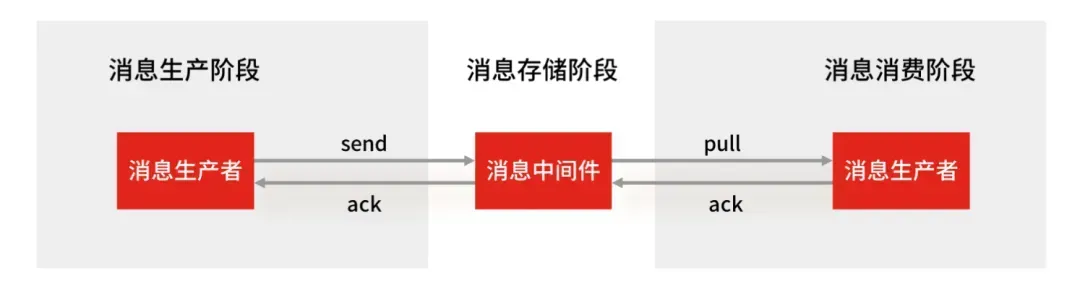 消息生产阶段
消息存储阶段
消息消费阶段
send
pull
消息生产者
消息中间件
消息生产者
ack
ack